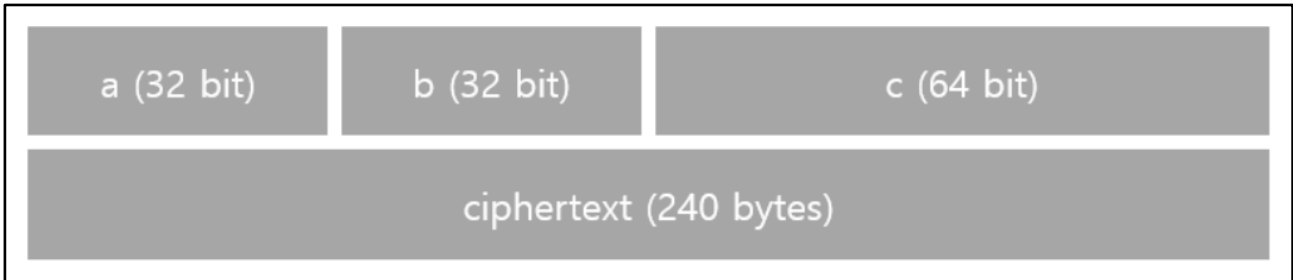 a (32 bit) b (32 bit) c (64 bit)
ciphertext (240 bytes)